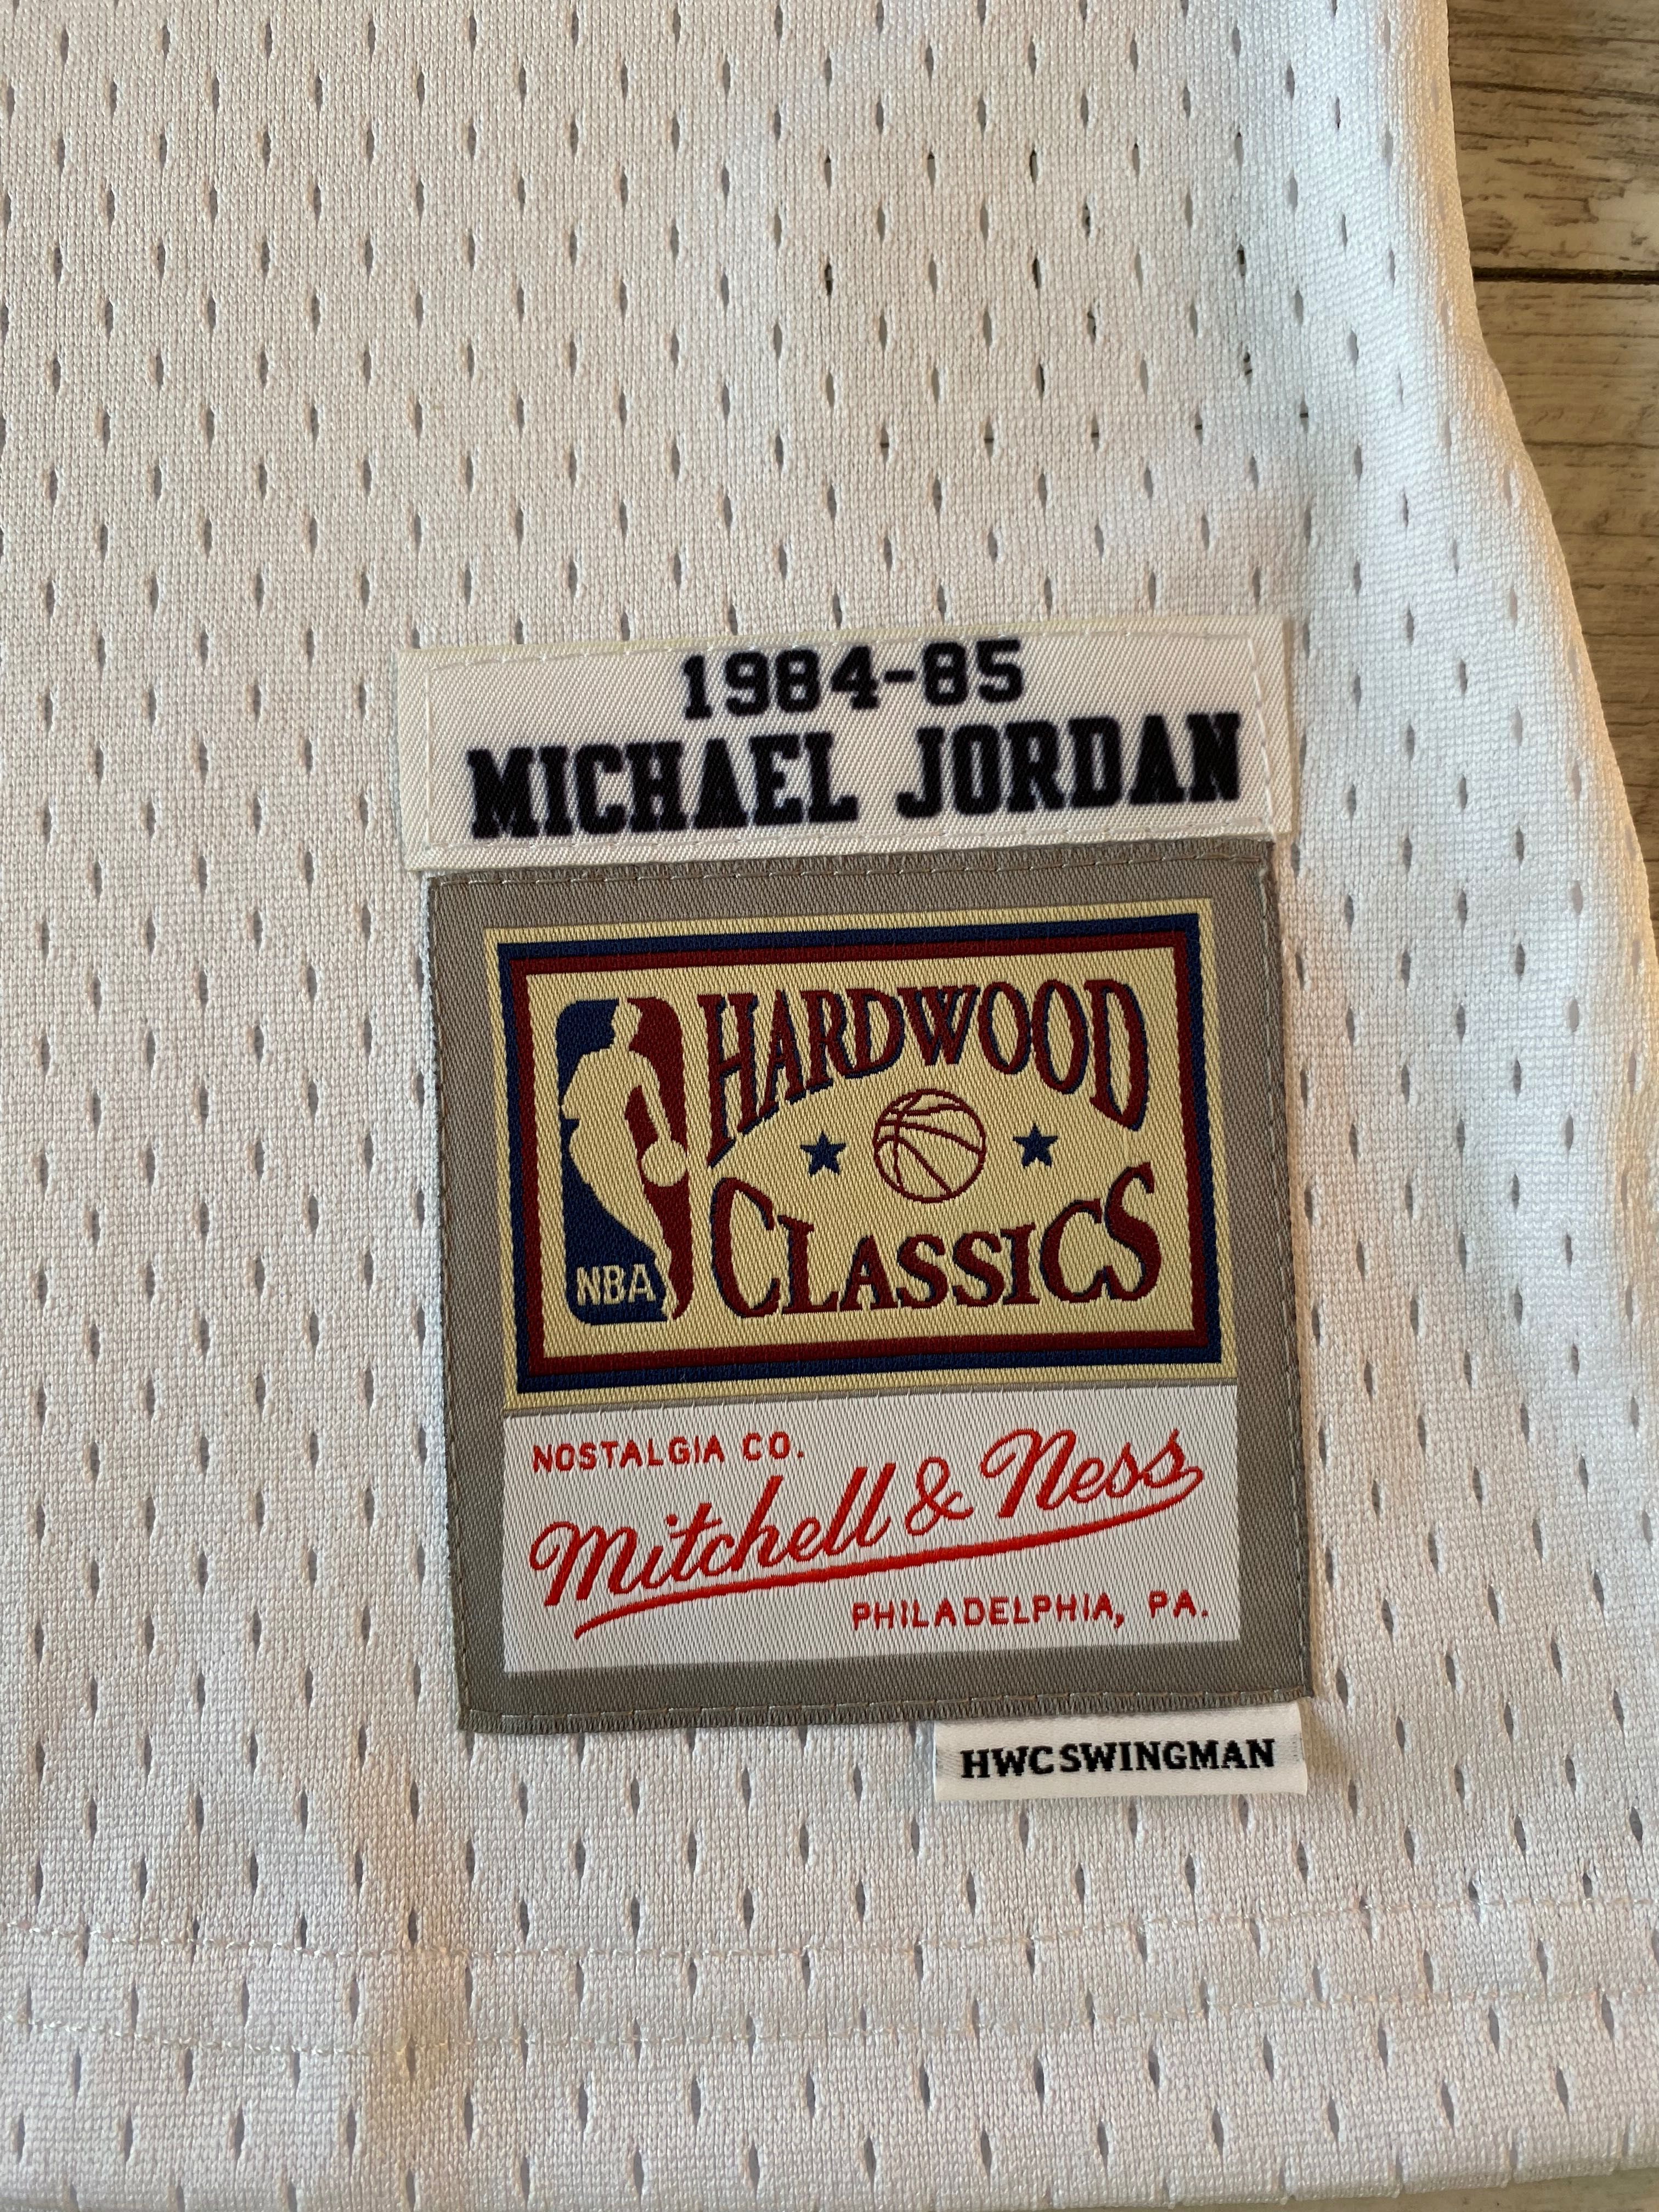 1984-85
MICHAEL JORDAN
HARDWOOD
CLASSICS
NBA
NOSTALGIA CO.
Mitchell & Ness
PHILADELPHIA, PA.
HWC SWINGMAN